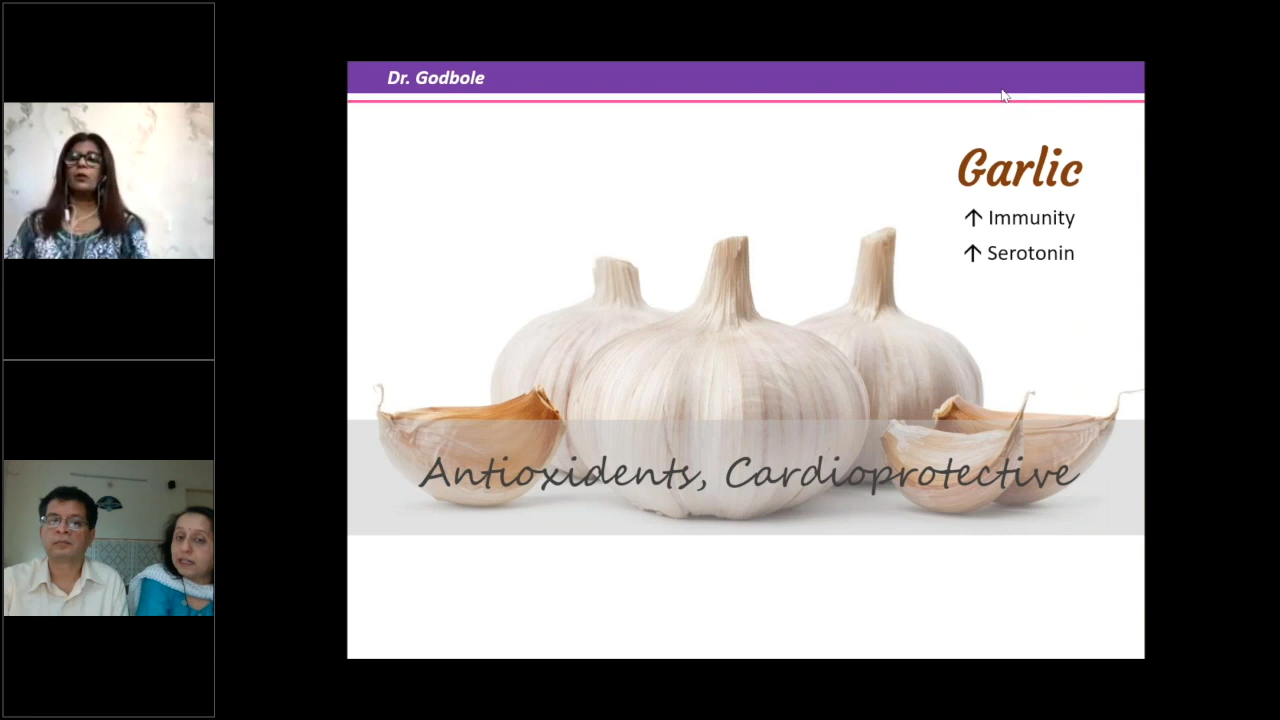 Dr. Godbole
Garlic
↑ Immunity
↑ Serotonin
Antioxidents, Cardioprotective